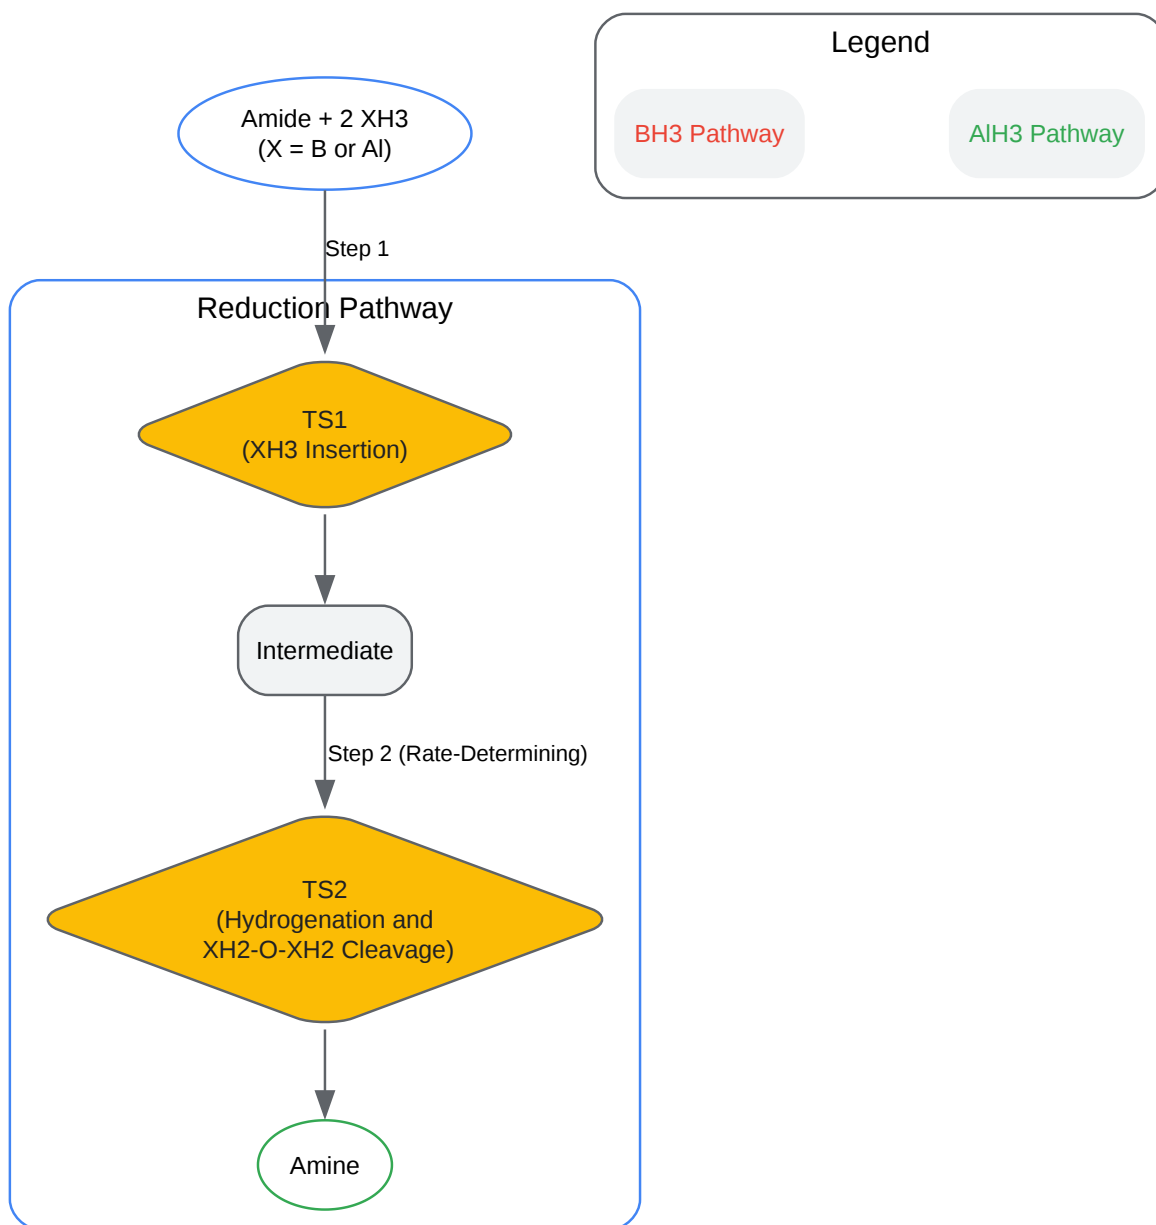 Legend
BH3 Pathway
AlH3 Pathway
Amide + 2 XH3
(X = B or Al)
Step 1
Reduction Pathway
TS1
(XH3 Insertion)
Intermediate
Step 2 (Rate-Determining)
TS2
(Hydrogenation and
XH2-O-XH2 Cleavage)
Amine